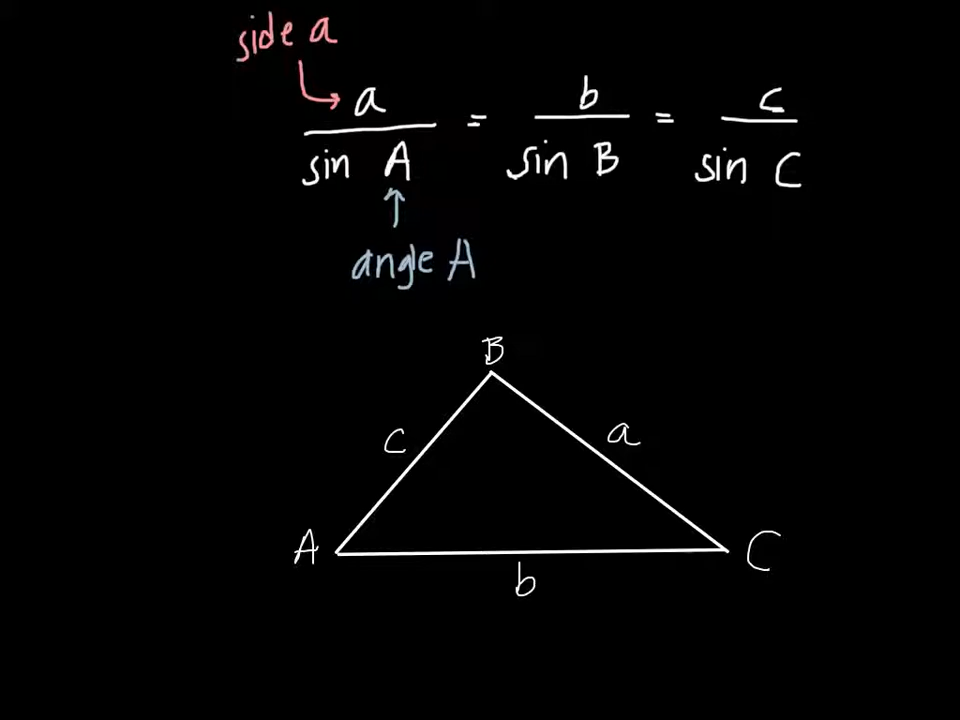 side a
a / sin A = b / sin B = c / sin C
angle A
B
c a
A C
b